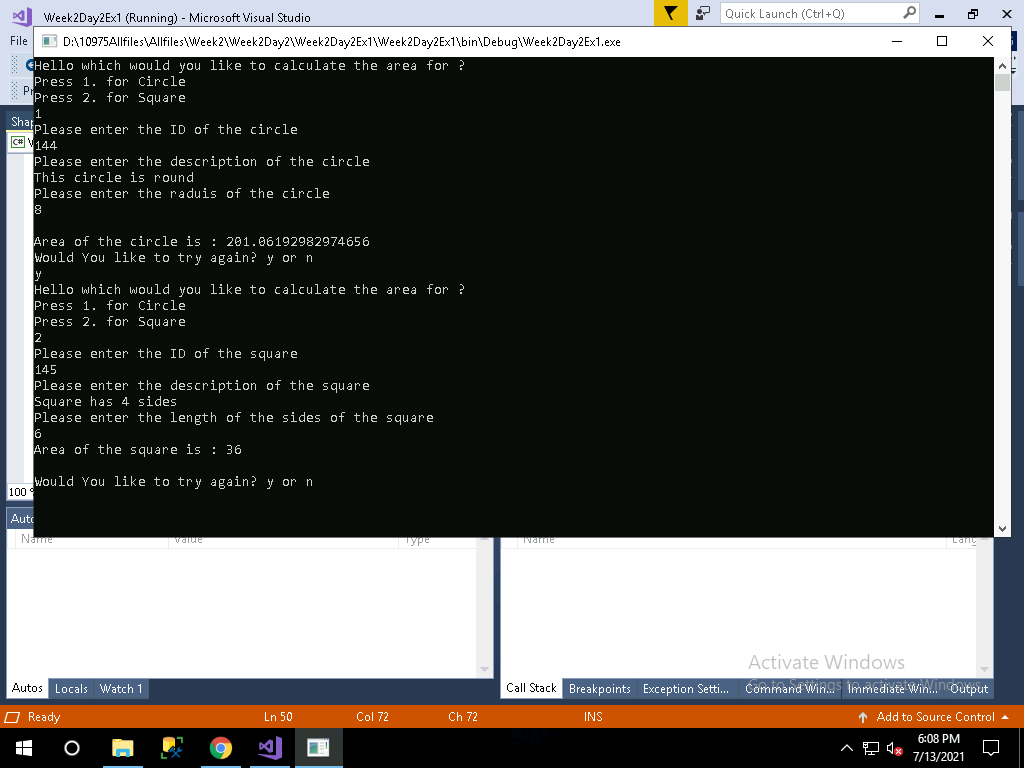 Week2Day2Ex1 (Running) - Microsoft Visual Studio
Quick Launch (Ctrl+Q)
File
D:\10975Allfiles\Allfiles\Week2\Week2Day2\Week2Day2Ex1\Week2Day2Ex1\bin\Debug\Week2Day2Ex1.exe
Hello which would you like to calculate the area for ?
Press 1. for Circle
Press 2. for Square
1
Please enter the ID of the circle
144
Please enter the description of the circle
This circle is round
Please enter the raduis of the circle
8
Area of the circle is : 201.06192982974656
Would You like to try again? y or n
y
Hello which would you like to calculate the area for ?
Press 1. for Circle
Press 2. for Square
2
Please enter the ID of the square
145
Please enter the description of the square
Square has 4 sides
Please enter the length of the sides of the square
6
Area of the square is : 36
Would You like to try again? y or n
C#
100 %
Name Value Type
Name
Activate Windows
Go to Settings to activate Windows.
Autos Locals Watch 1
Call Stack Breakpoints Exception Setti... Command Win... Immediate Win... Output
Ready Ln 50 Col 72 Ch 72 INS Add to Source Control
6:08 PM
7/13/2021